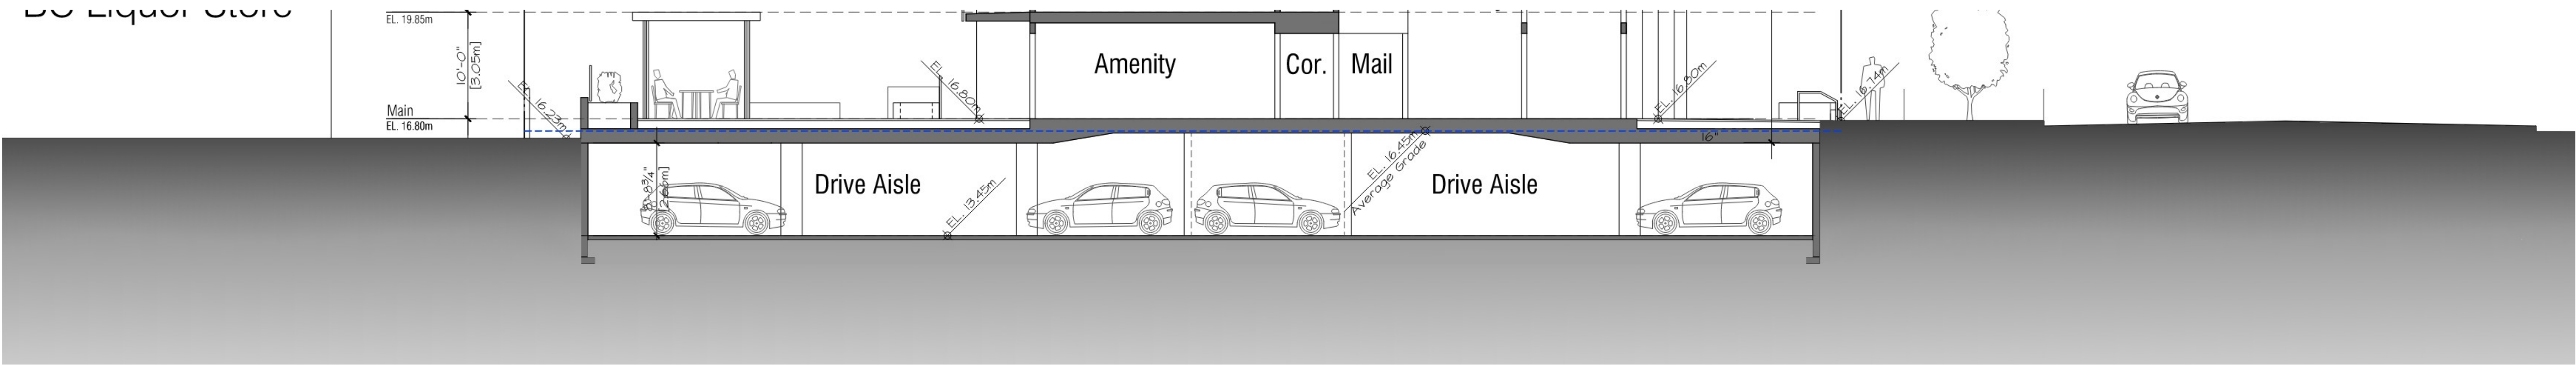 BC Liquor Store
EL. 19.85m
10'-0"
[3.05m]
Main
EL. 16.80m
EL. 16.23m
EL. 16.80m
Amenity
Cor.
Mail
EL. 16.80m
EL. 16.74m
16"
Drive Aisle
EL. 13.45m
EL. 16.45m
Average Grade
Drive Aisle